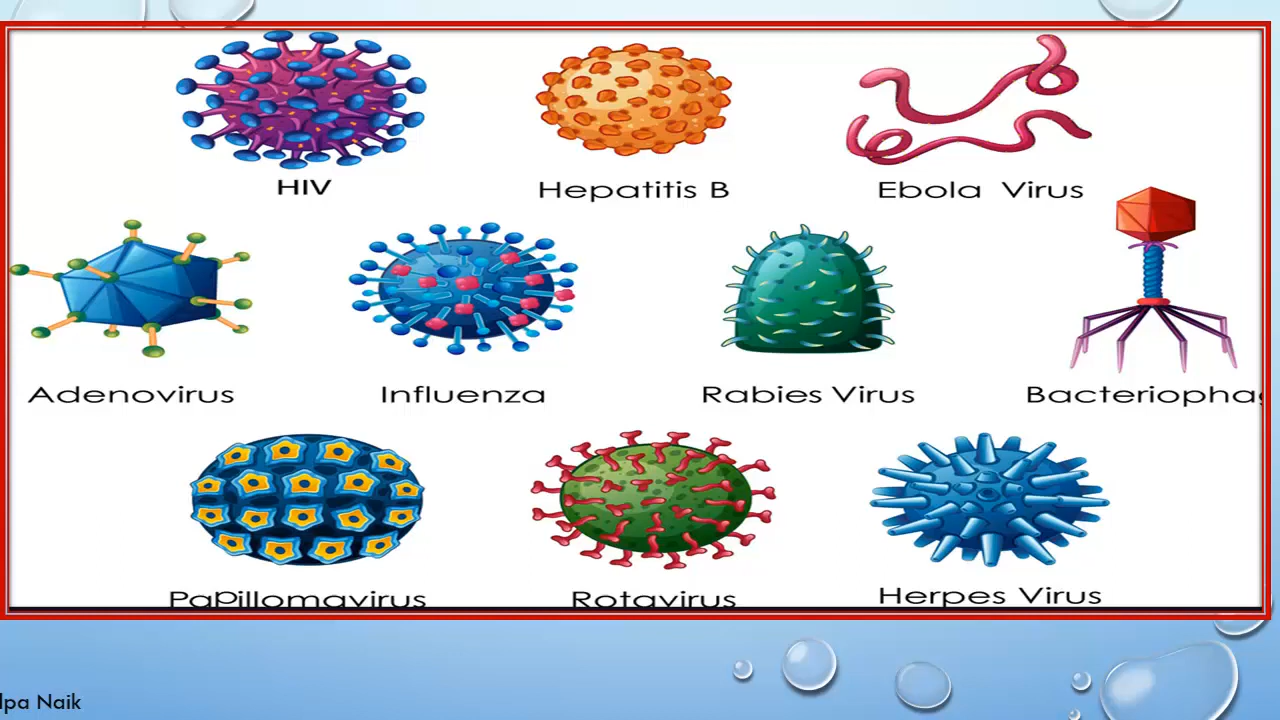 HIV
Hepatitis B
Ebola Virus
Adenovirus
Influenza
Rabies Virus
Bacteriophag
Papillomavirus
Rotavirus
Herpes Virus
lpa Naik